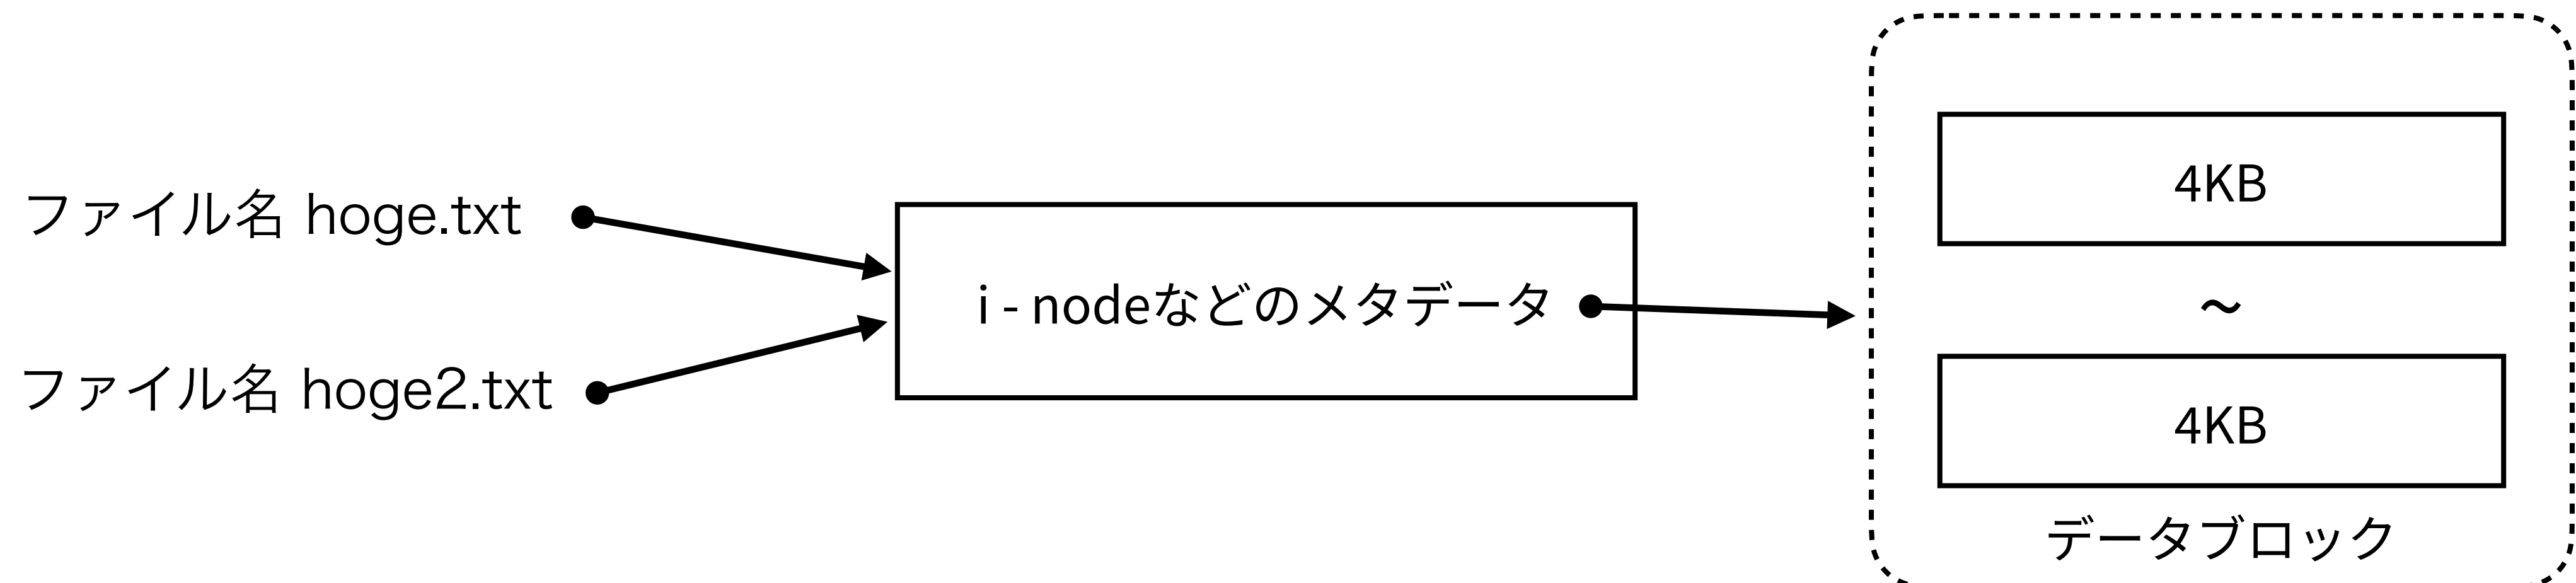 ファイル名 hoge.txt
ファイル名 hoge2.txt
i - nodeなどのメタデータ
4KB
〜
4KB
データブロック